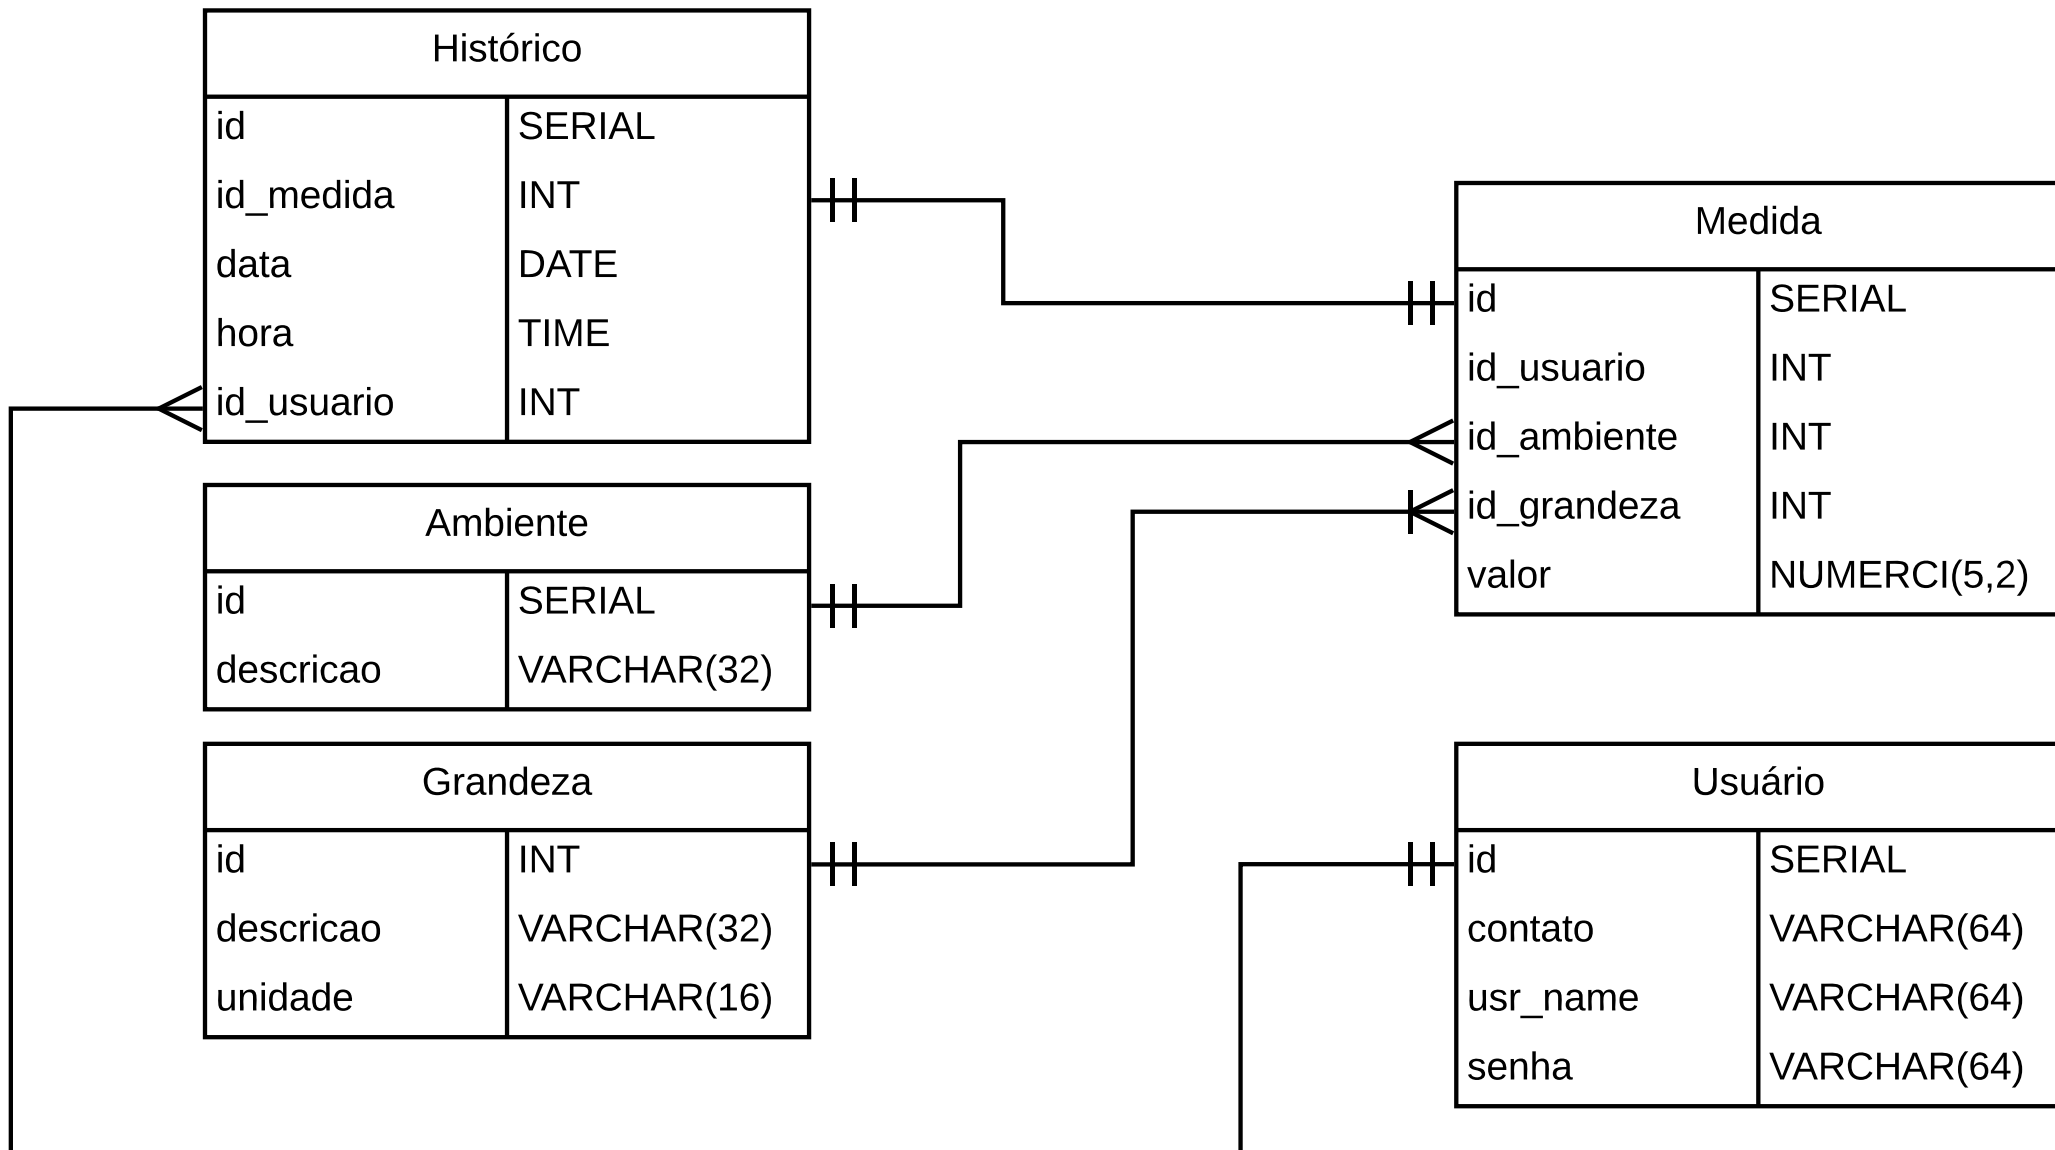 Histórico
id SERIAL
id_medida INT
data DATE
hora TIME
id_usuario INT
Ambiente
id SERIAL
descricao VARCHAR(32)
Grandeza
id INT
descricao VARCHAR(32)
unidade VARCHAR(16)
Medida
id SERIAL
id_usuario INT
id_ambiente INT
id_grandeza INT
valor NUMERCI(5,2)
Usuário
id SERIAL
contato VARCHAR(64)
usr_name VARCHAR(64)
senha VARCHAR(64)